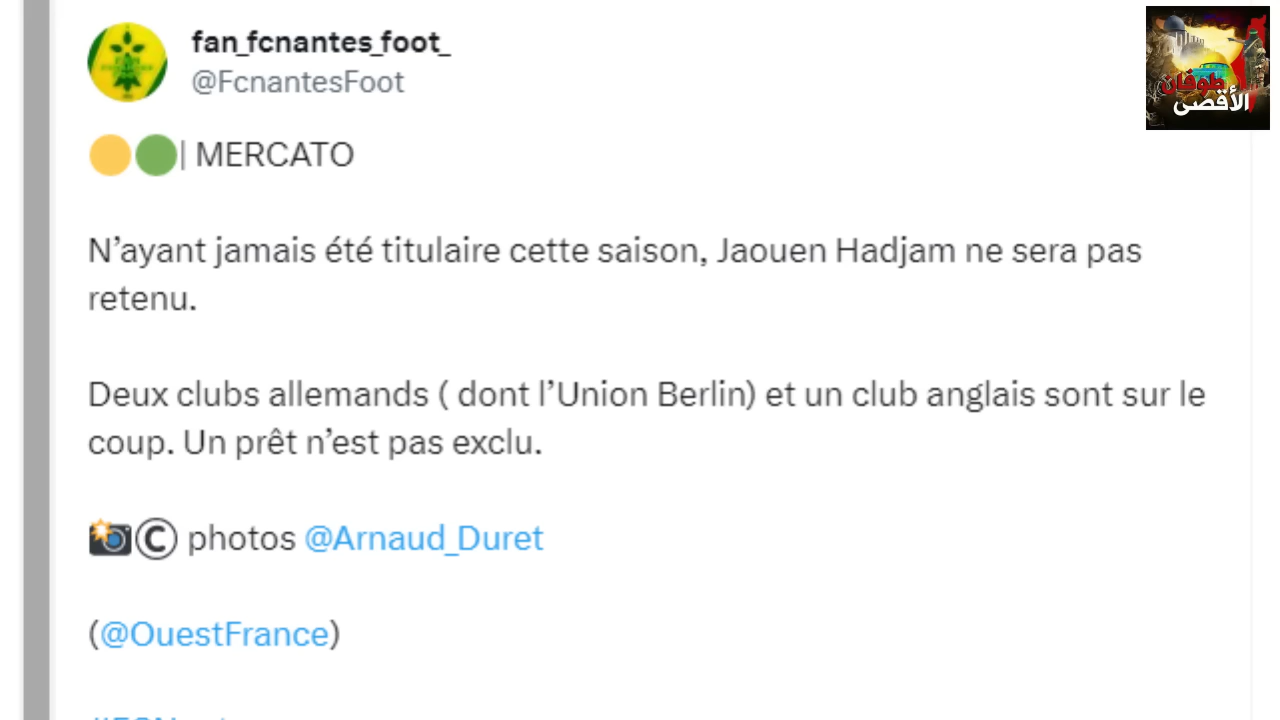 fan_fcnantes_foot_
@FcnantesFoot
طوفان
الأقصى
🟡🟢| MERCATO
N’ayant jamais été titulaire cette saison, Jaouen Hadjam ne sera pas
retenu.
Deux clubs allemands ( dont l’Union Berlin) et un club anglais sont sur le
coup. Un prêt n’est pas exclu.
📸©️ photos @Arnaud_Duret
(@OuestFrance)